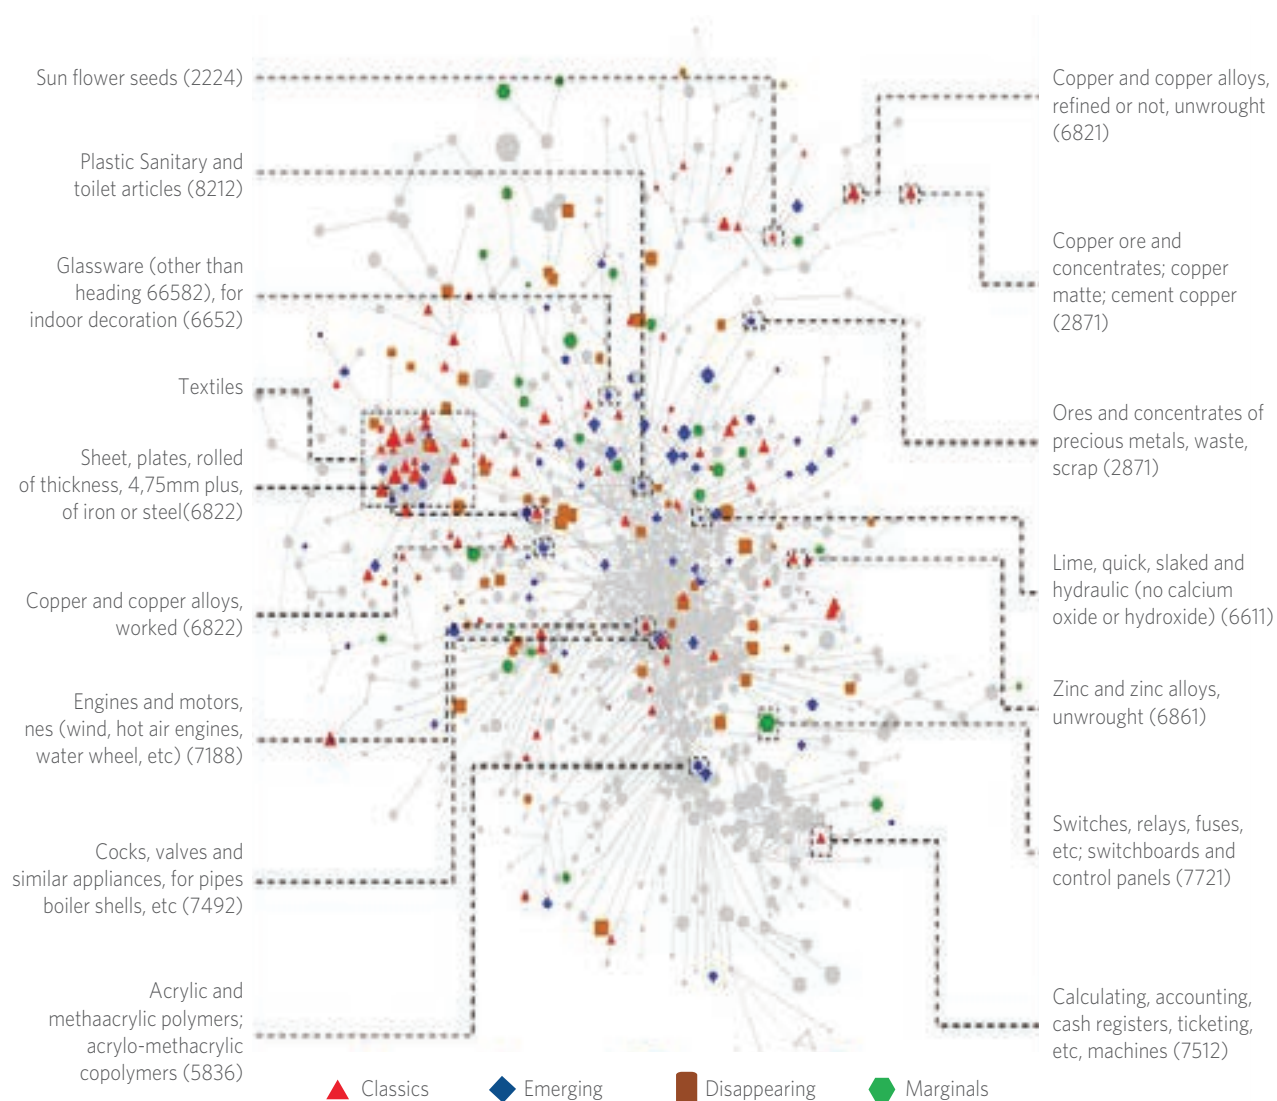 Sun flower seeds (2224)
Plastic Sanitary and
toilet articles (8212)
Glassware (other than
heading 66582), for
indoor decoration (6652)
Textiles
Sheet, plates, rolled
of thickness, 4,75mm plus,
of iron or steel(6822)
Copper and copper alloys,
worked (6822)
Engines and motors,
nes (wind, hot air engines,
water wheel, etc) (7188)
Cocks, valves and
similar appliances, for pipes
boiler shells, etc (7492)
Acrylic and
methaacrylic polymers;
acrylo-methacrylic
copolymers (5836)
Copper and copper alloys,
refined or not, unwrought
(6821)
Copper ore and
concentrates; copper
matte; cement copper
(2871)
Ores and concentrates of
precious metals, waste,
scrap (2871)
Lime, quick, slaked and
hydraulic (no calcium
oxide or hydroxide) (6611)
Zinc and zinc alloys,
unwrought (6861)
Switches, relays, fuses,
etc; switchboards and
control panels (7721)
Calculating, accounting,
cash registers, ticketing,
etc, machines (7512)
Classics
Emerging
Disappearing
Marginals